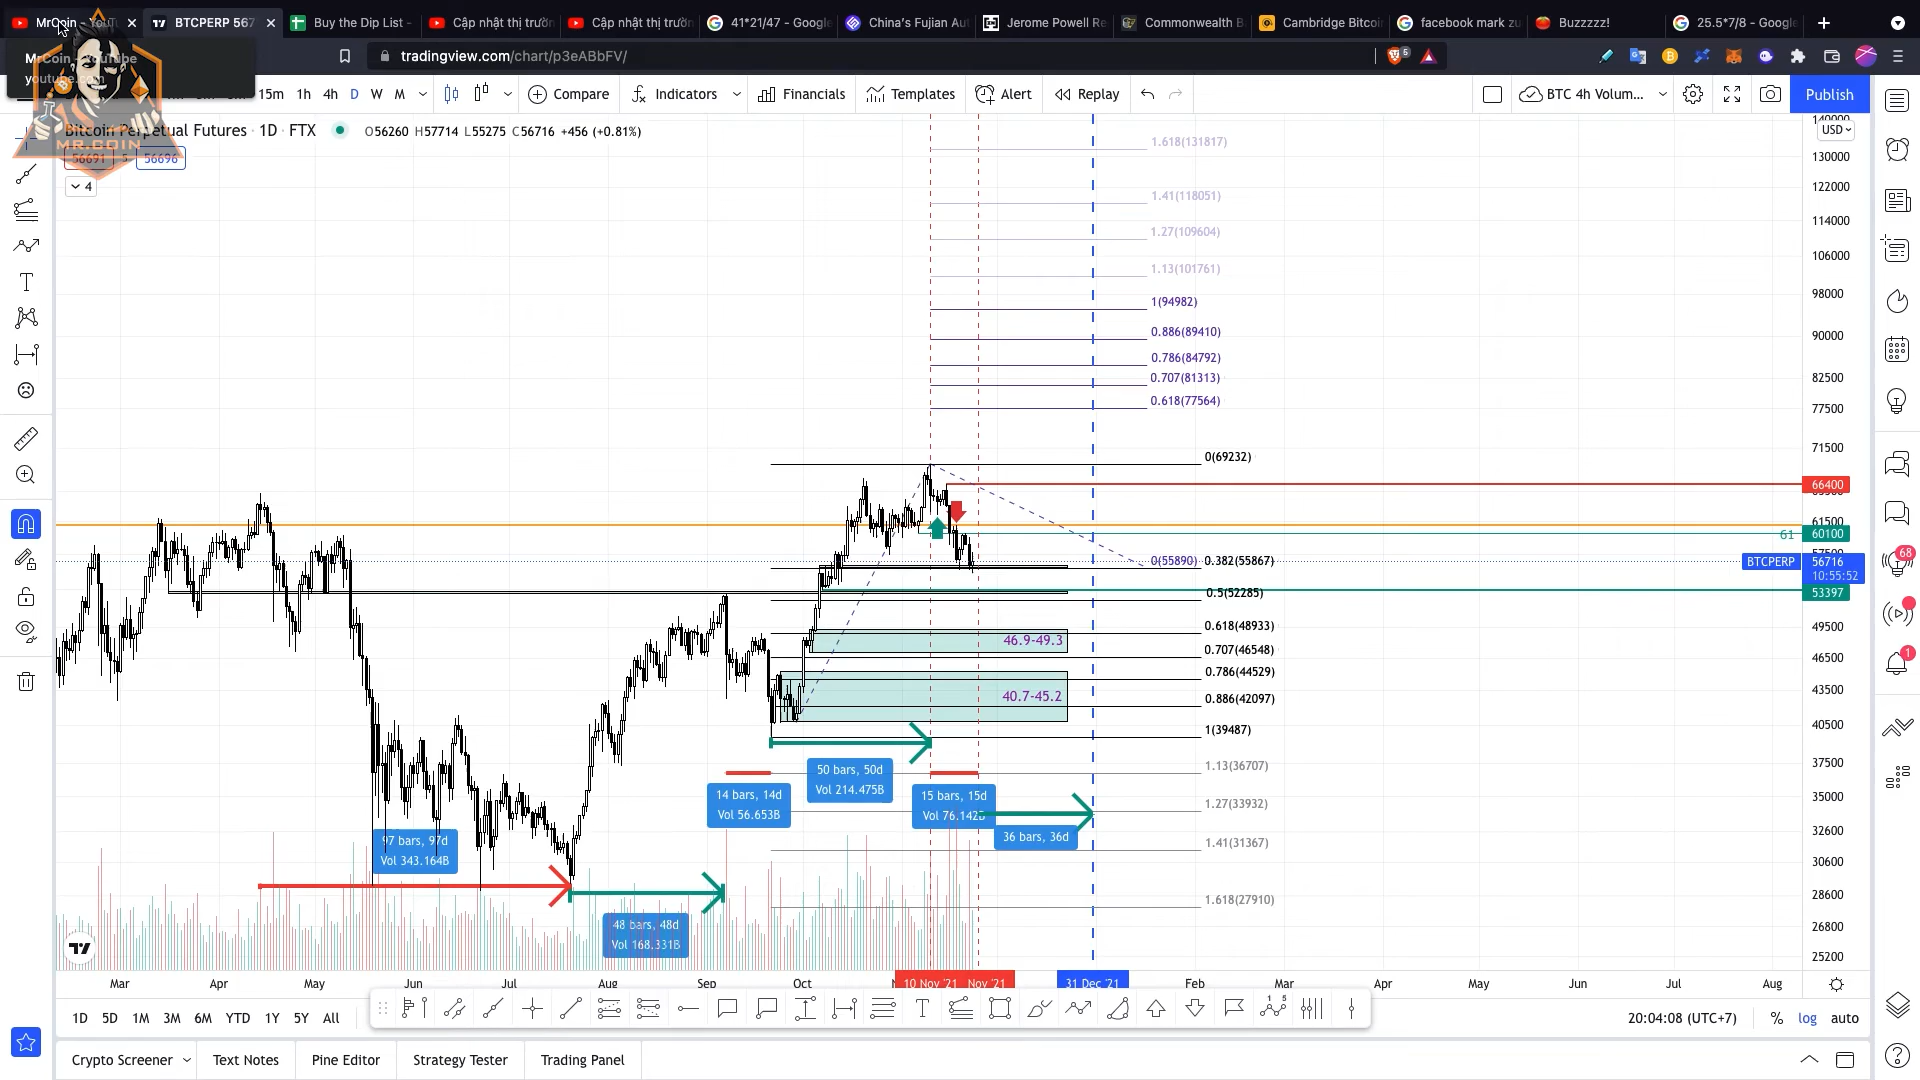 MrCoin - YouTu
BTCPERP 567
Buy the Dip List -
Cập nhật thị trườn
Cập nhật thị trườn
41*21/47 - Google
China's Fujian Aut
Jerome Powell Re
Commonwealth B
Cambridge Bitcoin
facebook mark zu
Buzzzzz!
25.5*7/8 - Google
MrCoin - YouTube
youtube.com
tradingview.com/chart/p3eABbFV/
5
MR.COIN
15m 1h 4h D W M
Compare
Indicators
Financials
Templates
Alert
Replay
BTC 4h Volum...
Publish
Bitcoin Perpetual Futures · 1D · FTX
O56260 H57714 L55275 C56716 +456 (+0.81%)
56691 5 56696
4
USD
140000
130000
122000
114000
106000
98000
90000
82500
77500
71500
66400
61500
60100
BTCPERP 56716
10:55:52
53397
49500
46500
43500
40500
37500
35000
32600
30600
28600
26800
25200
1.618(131817)
1.41(118051)
1.27(109604)
1.13(101761)
1(94982)
0.886(89410)
0.786(84792)
0.707(81313)
0.618(77564)
0(69232)
61
0(55890) 0.382(55867)
0.5(52285)
0.618(48933)
46.9-49.3
0.707(46548)
0.786(44529)
40.7-45.2
0.886(42097)
1(39487)
1.13(36707)
1.27(33932)
1.41(31367)
1.618(27910)
50 bars, 50d
Vol 214.475B
14 bars, 14d
Vol 56.653B
15 bars, 15d
Vol 76.142B
36 bars, 36d
97 bars, 97d
Vol 343.164B
48 bars, 48d
Vol 168.331B
68
1
Mar
Apr
May
Jun
Jul
Aug
Sep
Oct
10 Nov '21
Nov '21
31 Dec '21
Feb
Mar
Apr
May
Jun
Jul
Aug
1D 5D 1M 3M 6M YTD 1Y 5Y All
20:04:08 (UTC+7)
% log auto
Crypto Screener
Text Notes
Pine Editor
Strategy Tester
Trading Panel